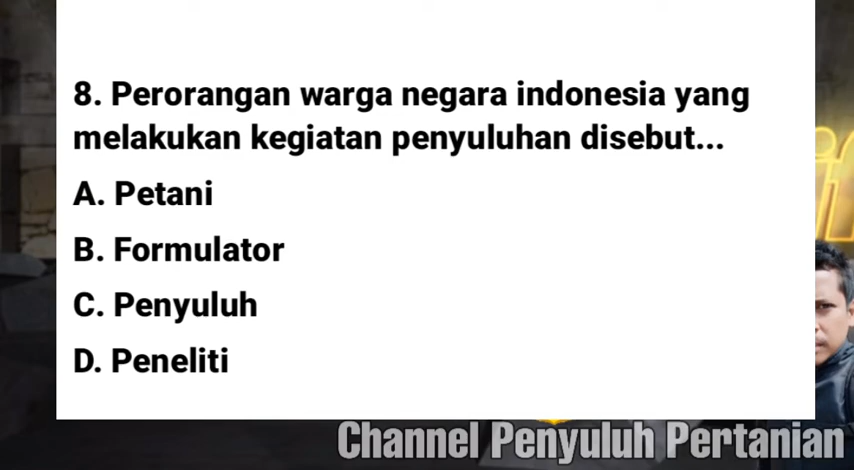 8. Perorangan warga negara indonesia yang
melakukan kegiatan penyuluhan disebut...
A. Petani
B. Formulator
C. Penyuluh
D. Peneliti
Channel Penyuluh Pertanian